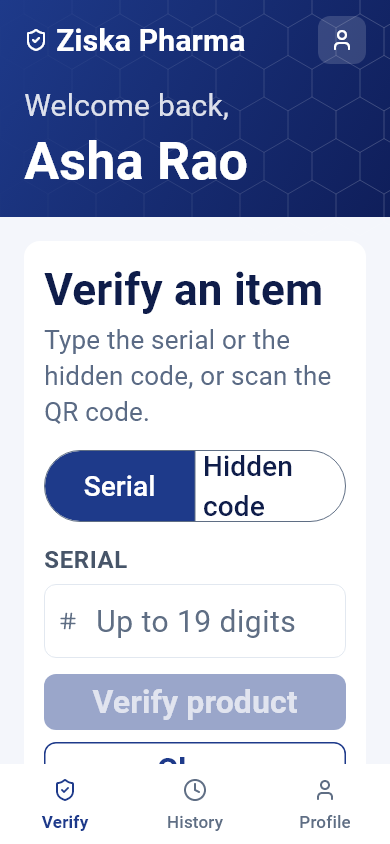 Ziska Pharma
Welcome back,
Asha Rao
Verify an item
Type the serial or the
hidden code, or scan the
QR code.
Serial
Hidden
code
SERIAL
# Up to 19 digits
Verify product
Verify
History
Profile